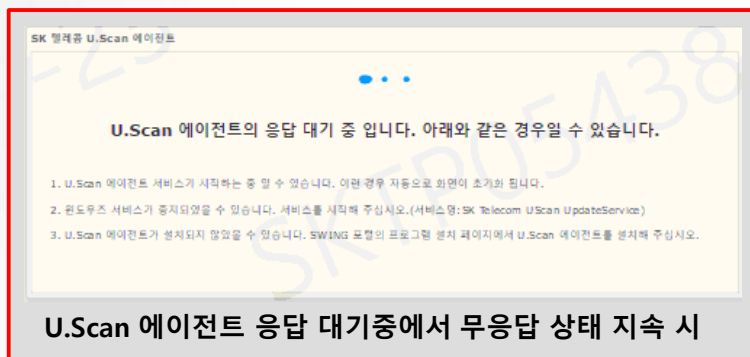 SK 텔레콤 U.Scan 에이전트
U.Scan 에이전트의 응답 대기 중 입니다. 아래와 같은 경우일 수 있습니다.
1. U.Scan 에이전트 서비스가 시작하는 중 일 수 있습니다. 이런 경우 자동으로 화면이 초기화 됩니다.
2. 윈도우즈 서비스가 중지되었을 수 있습니다. 서비스를 시작해 주십시오.(서비스명: SK Telecom UScan UpdateService)
3. U.Scan 에이전트가 설치되지 않았을 수 있습니다. SWING 포털의 프로그램 설치 페이지에서 U.Scan 에이전트를 설치해 주십시오.
SKTP05438
U.Scan 에이전트 응답 대기중에서 무응답 상태 지속 시